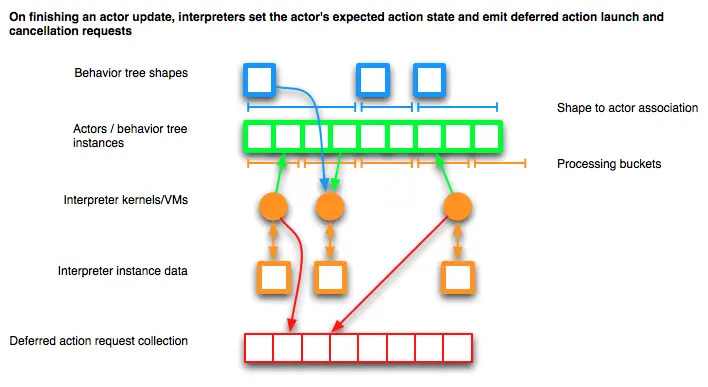 On finishing an actor update, interpreters set the actor's expected action state and emit deferred action launch and
cancellation requests
Behavior tree shapes
Shape to actor association
Actors / behavior tree
instances
Processing buckets
Interpreter kernels/VMs
Interpreter instance data
Deferred action request collection